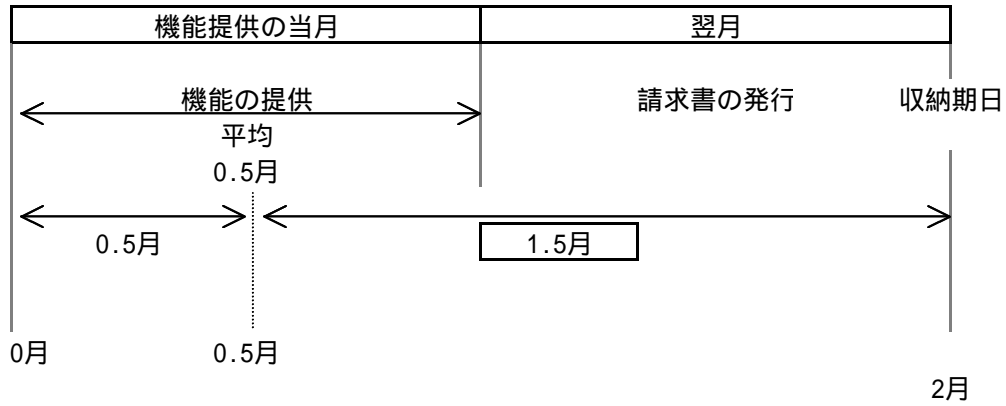 機能提供の当月 翌月
機能の提供 請求書の発行 収納期日
平均
0.5月
0.5月 1.5月
0月 0.5月
2月